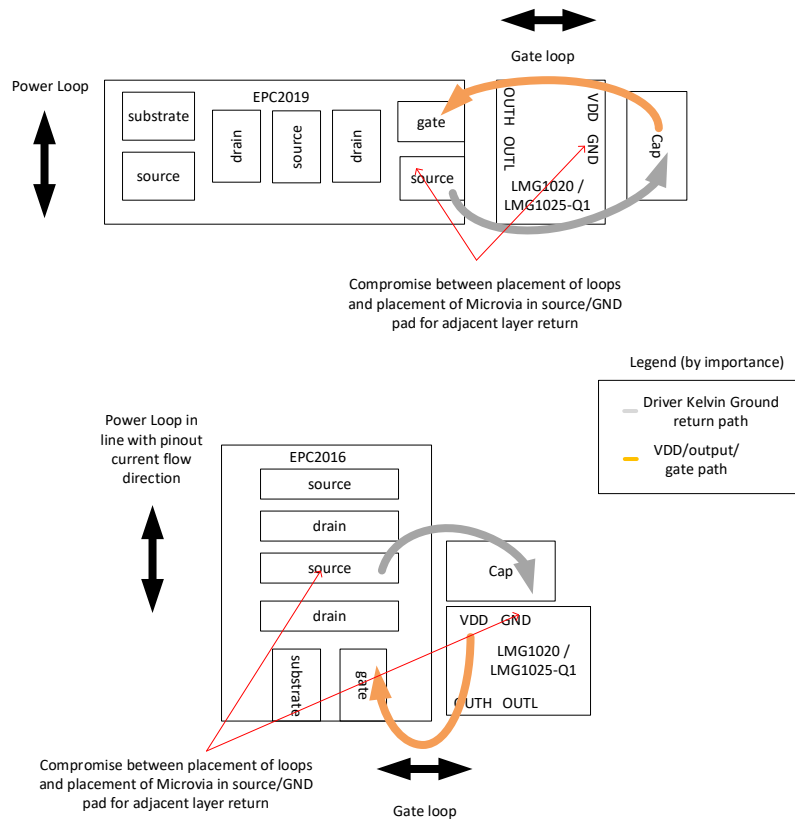 Gate loop
Power Loop
EPC2019
substrate
source
drain
source
drain
gate
source
OUTH OUTL
VDD GND
LMG1020 /
LMG1025-Q1
Cap
Compromise between placement of loops
and placement of Microvia in source/GND
pad for adjacent layer return
Legend (by importance)
Driver Kelvin Ground
return path
VDD/output/
gate path
Power Loop in
line with pinout
current flow
direction
EPC2016
source
drain
source
drain
substrate
gate
Cap
VDD GND
LMG1020 /
LMG1025-Q1
OUTH OUTL
Compromise between placement of loops
and placement of Microvia in source/GND
pad for adjacent layer return
Gate loop